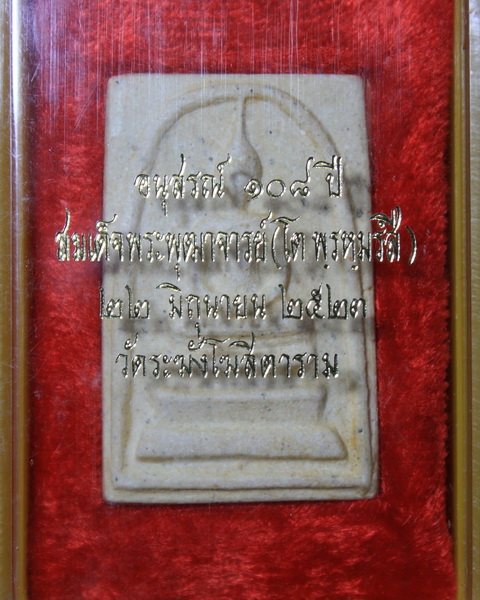 อนุสรณ์ ๑๐๘ ปี
สมเด็จพระพุฒาจารย์(โต พฺรหฺมรํสี)
๒๒ มิถุนายน ๒๕๒๓
วัดระฆังโฆสิตาราม